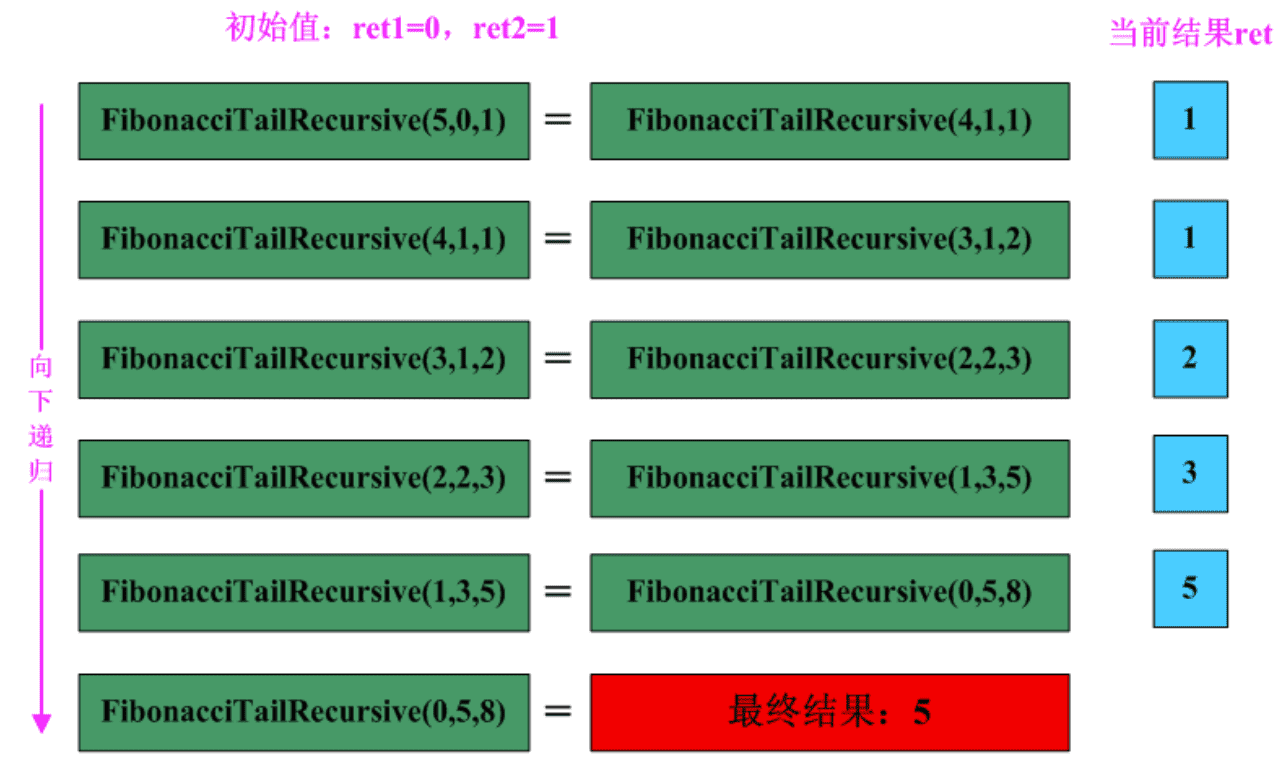 初始值：ret1=0，ret2=1
当前结果ret
FibonacciTailRecursive(5,0,1) = FibonacciTailRecursive(4,1,1) 1
FibonacciTailRecursive(4,1,1) = FibonacciTailRecursive(3,1,2) 1
FibonacciTailRecursive(3,1,2) = FibonacciTailRecursive(2,2,3) 2
FibonacciTailRecursive(2,2,3) = FibonacciTailRecursive(1,3,5) 3
FibonacciTailRecursive(1,3,5) = FibonacciTailRecursive(0,5,8) 5
FibonacciTailRecursive(0,5,8) = 最终结果：5
向下递归